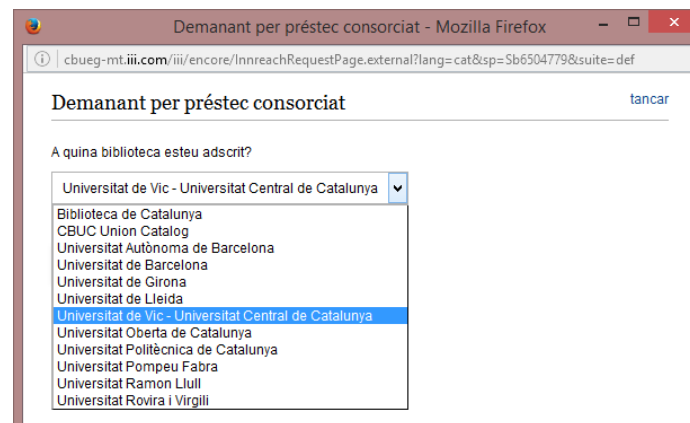 Demanant per préstec consorciat - Mozilla Firefox
cbueg-mt.iii.com/iii/encore/InnreachRequestPage.external?lang=cat&sp=Sb6504779&suite=def
Demanant per préstec consorciat
tancar
A quina biblioteca esteu adscrit?
Universitat de Vic - Universitat Central de Catalunya
Biblioteca de Catalunya
CBUC Union Catalog
Universitat Autònoma de Barcelona
Universitat de Barcelona
Universitat de Girona
Universitat de Lleida
Universitat de Vic - Universitat Central de Catalunya
Universitat Oberta de Catalunya
Universitat Politècnica de Catalunya
Universitat Pompeu Fabra
Universitat Ramon Llull
Universitat Rovira i Virgili